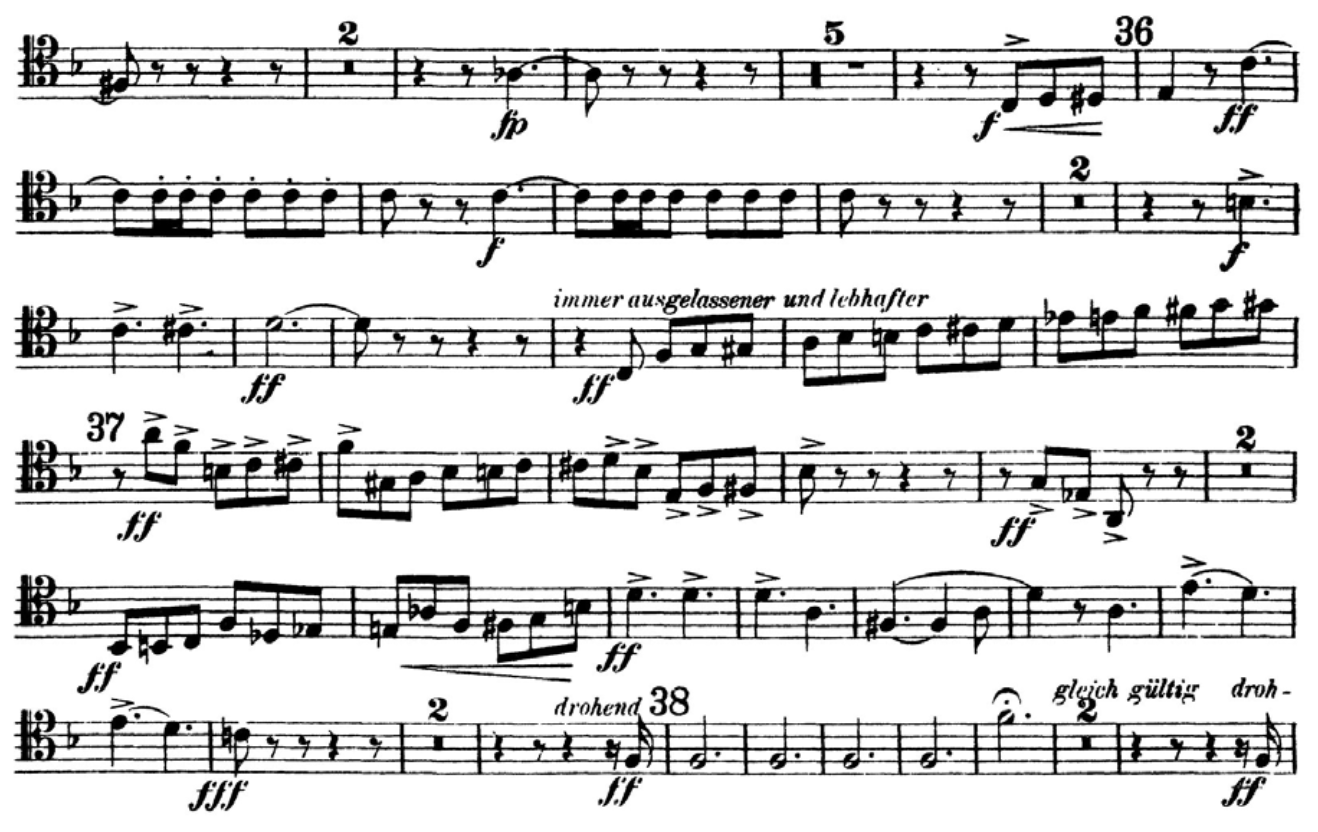 2 5 36
fp f ff
2
f f
immer ausgelassener und lebhafter
ff ff
37 2
ff ff
ff ff
2 drohend 38 2 gleich gültig droh-
fff ff ff